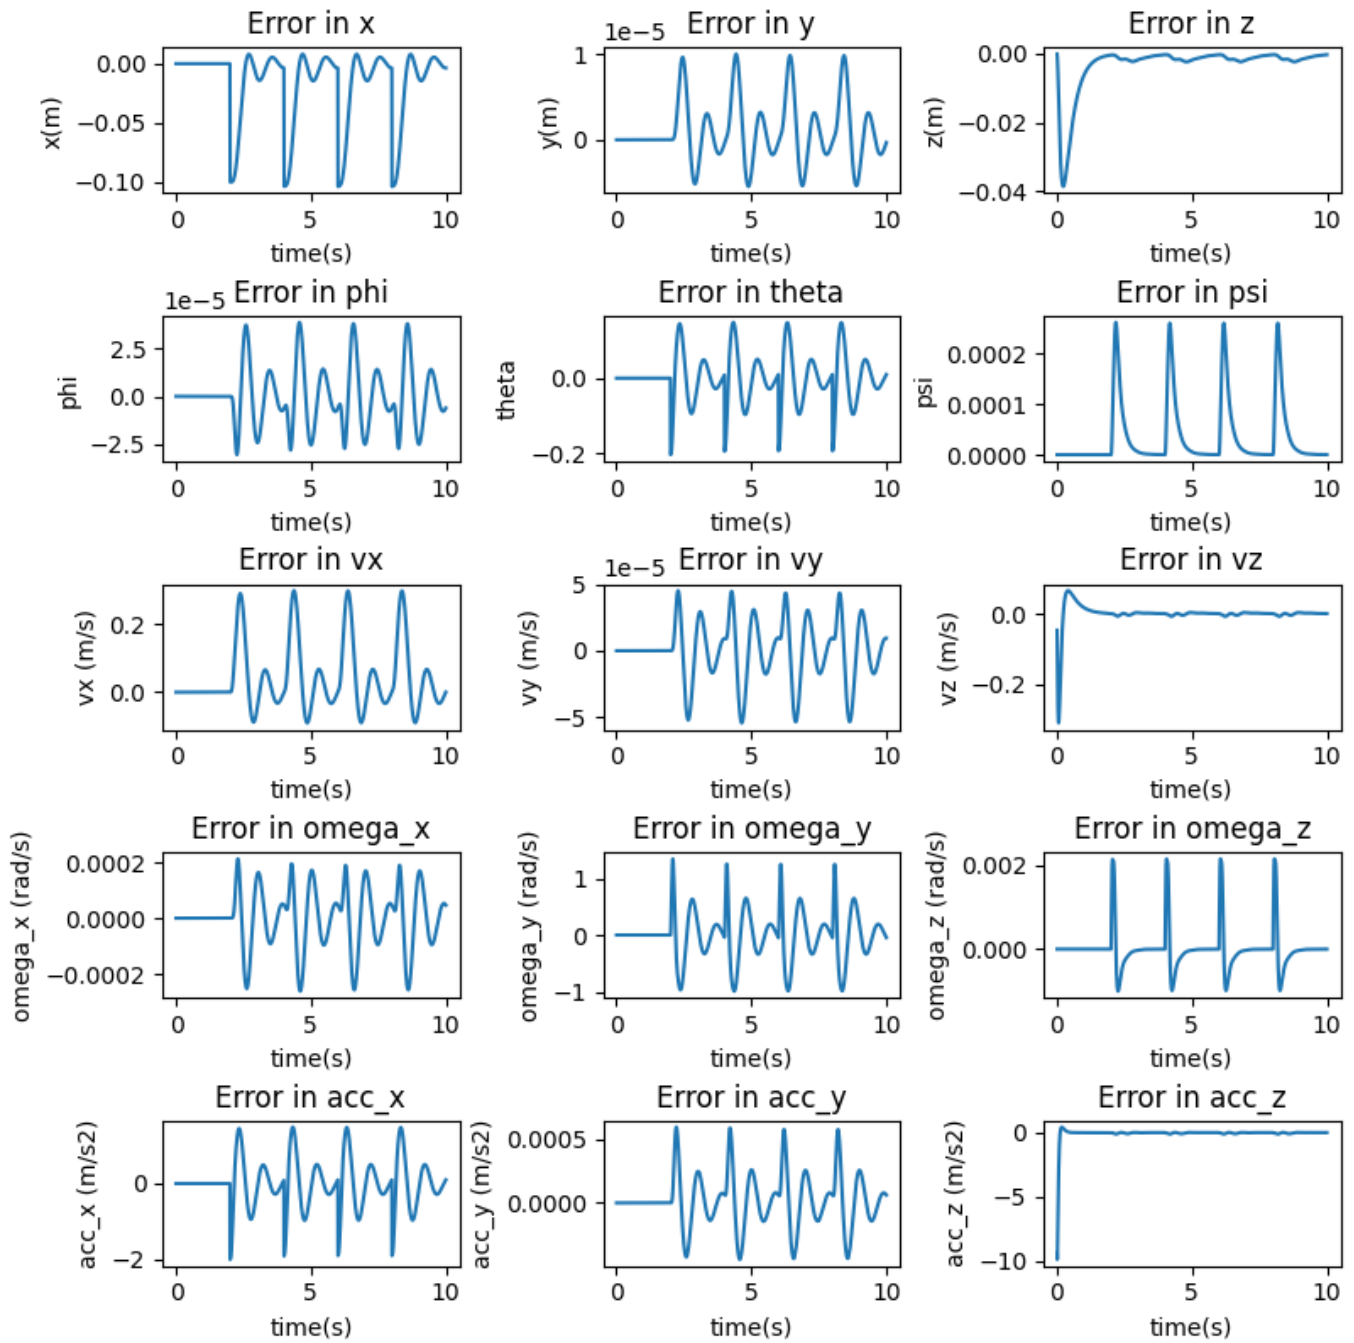 Error in x
x(m)
0.00
−0.05
−0.10
0 5 10
time(s)
Error in y
1e−5
y(m)
1
0
0 5 10
time(s)
Error in z
z(m)
0.00
−0.02
−0.04
0 5 10
time(s)
Error in phi
1e−5
phi
2.5
0.0
−2.5
0 5 10
time(s)
Error in theta
theta
0.0
−0.2
0 5 10
time(s)
Error in psi
psi
0.0002
0.0001
0.0000
0 5 10
time(s)
Error in vx
vx (m/s)
0.2
0.0
0 5 10
time(s)
Error in vy
1e−5
vy (m/s)
5
0
−5
0 5 10
time(s)
Error in vz
vz (m/s)
0.0
−0.2
0 5 10
time(s)
Error in omega_x
omega_x (rad/s)
0.0002
0.0000
−0.0002
0 5 10
time(s)
Error in omega_y
omega_y (rad/s)
1
0
−1
0 5 10
time(s)
Error in omega_z
omega_z (rad/s)
0.002
0.000
0 5 10
time(s)
Error in acc_x
acc_x (m/s2)
0
−2
0 5 10
time(s)
Error in acc_y
acc_y (m/s2)
0.0005
0.0000
0 5 10
time(s)
Error in acc_z
acc_z (m/s2)
0
−5
−10
0 5 10
time(s)